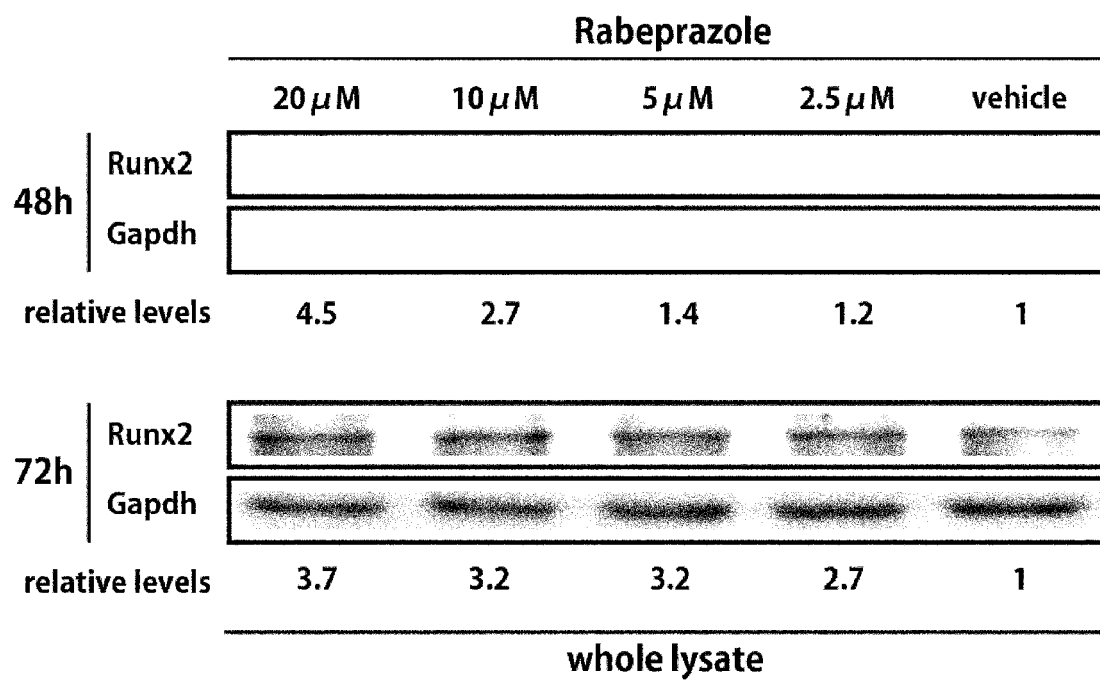 Rabeprazole
20 μM 10 μM 5 μM 2.5 μM vehicle
48h
Runx2
Gapdh
relative levels 4.5 2.7 1.4 1.2 1
72h
Runx2
Gapdh
relative levels 3.7 3.2 3.2 2.7 1
whole lysate